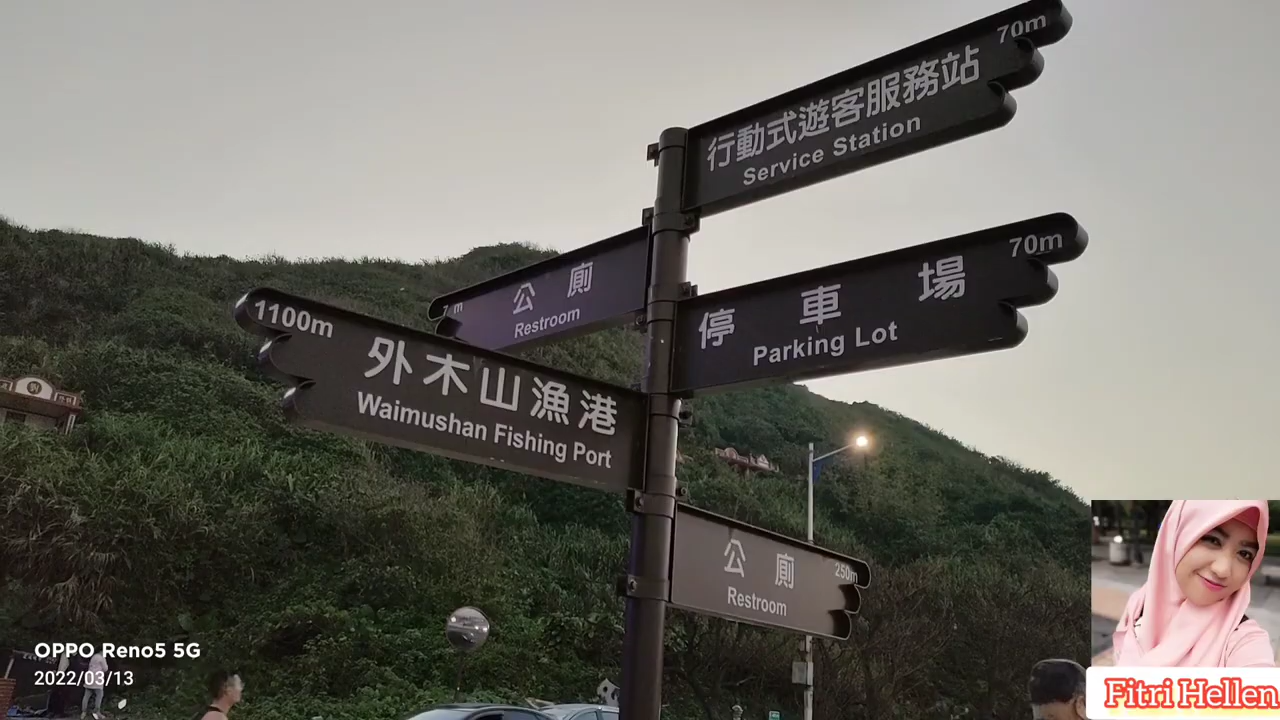 70m
行動式遊客服務站
Service Station
70m
停車場
Parking Lot
公廁
Restroom
1100m
外木山漁港
Waimushan Fishing Port
250m
公廁
Restroom
OPPO Reno5 5G
2022/03/13
Fitri Hellen